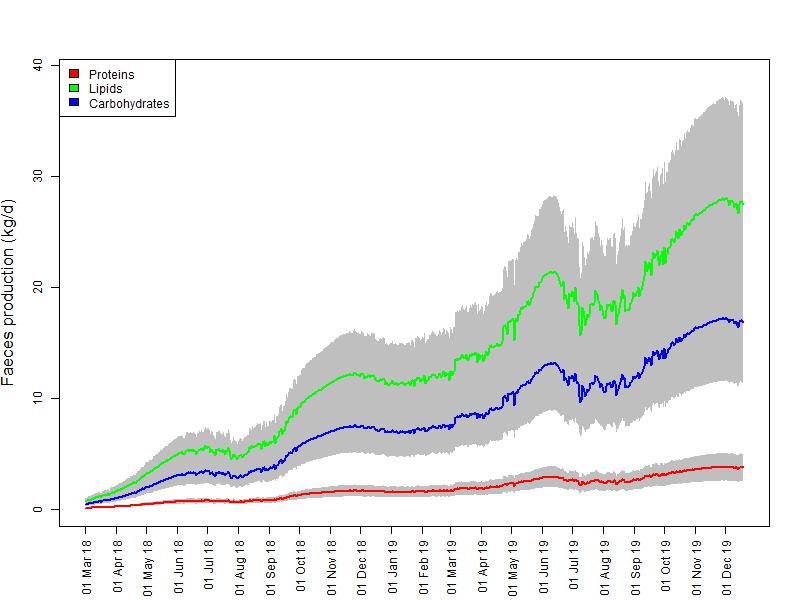 Proteins
Lipids
Carbohydrates
Faeces production (kg/d)
40
30
20
10
0
01 Mar 18
01 Apr 18
01 May 18
01 Jun 18
01 Jul 18
01 Aug 18
01 Sep 18
01 Oct 18
01 Nov 18
01 Dec 18
01 Jan 19
01 Feb 19
01 Mar 19
01 Apr 19
01 May 19
01 Jun 19
01 Jul 19
01 Aug 19
01 Sep 19
01 Oct 19
01 Nov 19
01 Dec 19